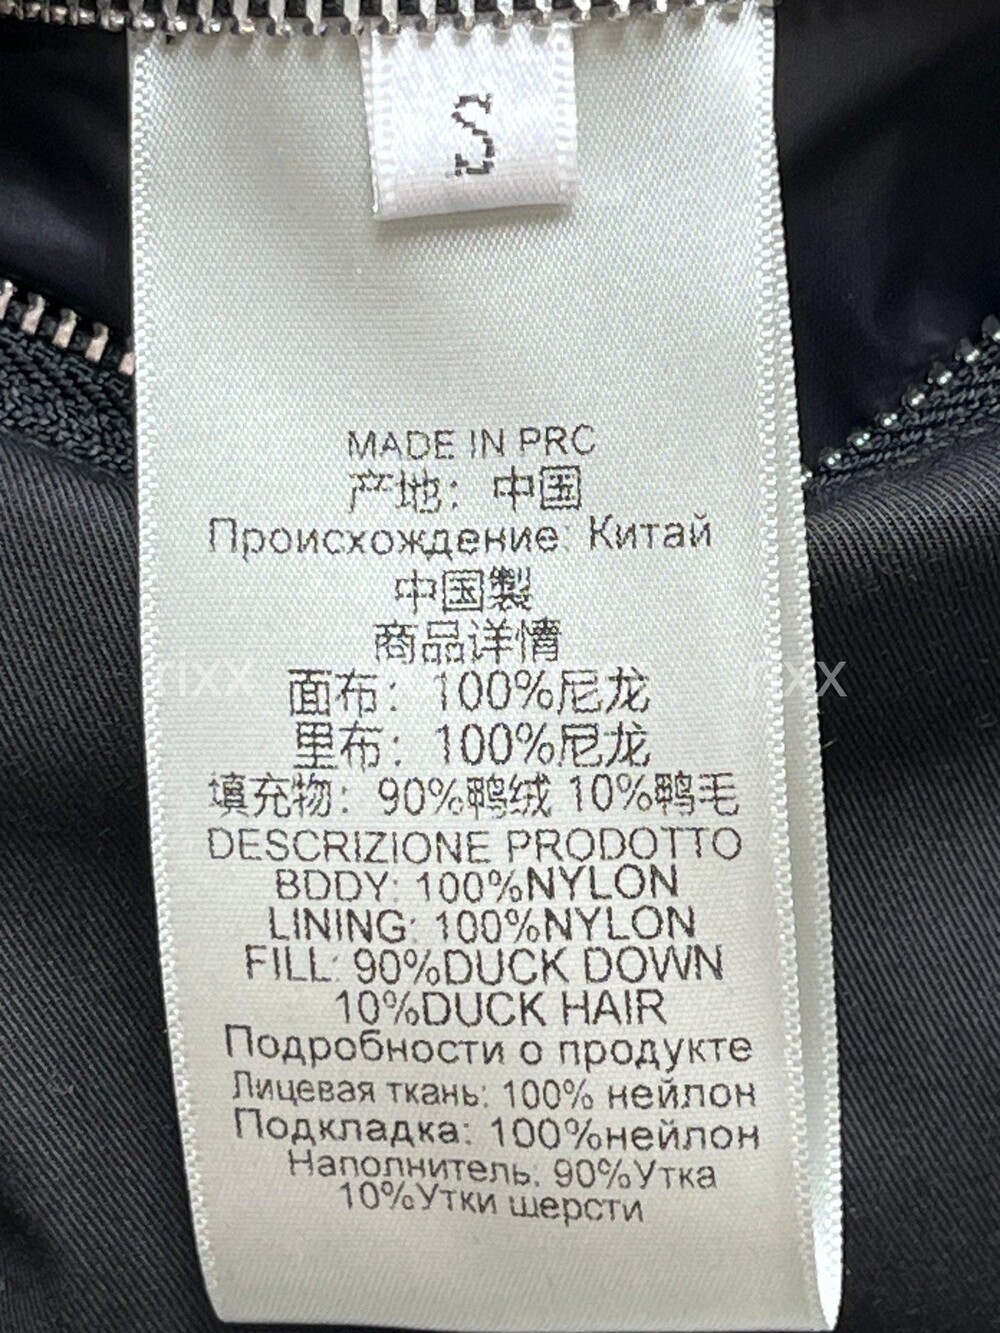 S
MADE IN PRC
产地：中国
Происхождение: Китай
中国製
商品详情
面布：100%尼龙
里布：100%尼龙
填充物：90%鸭绒 10%鸭毛
DESCRIZIONE PRODOTTO
BDDY: 100%NYLON
LINING: 100%NYLON
FILL: 90%DUCK DOWN
10%DUCK HAIR
Подробности о продукте
Лицевая ткань: 100% нейлон
Подкладка: 100%нейлон
Наполнитель: 90%Утка
10%Утки шерсти